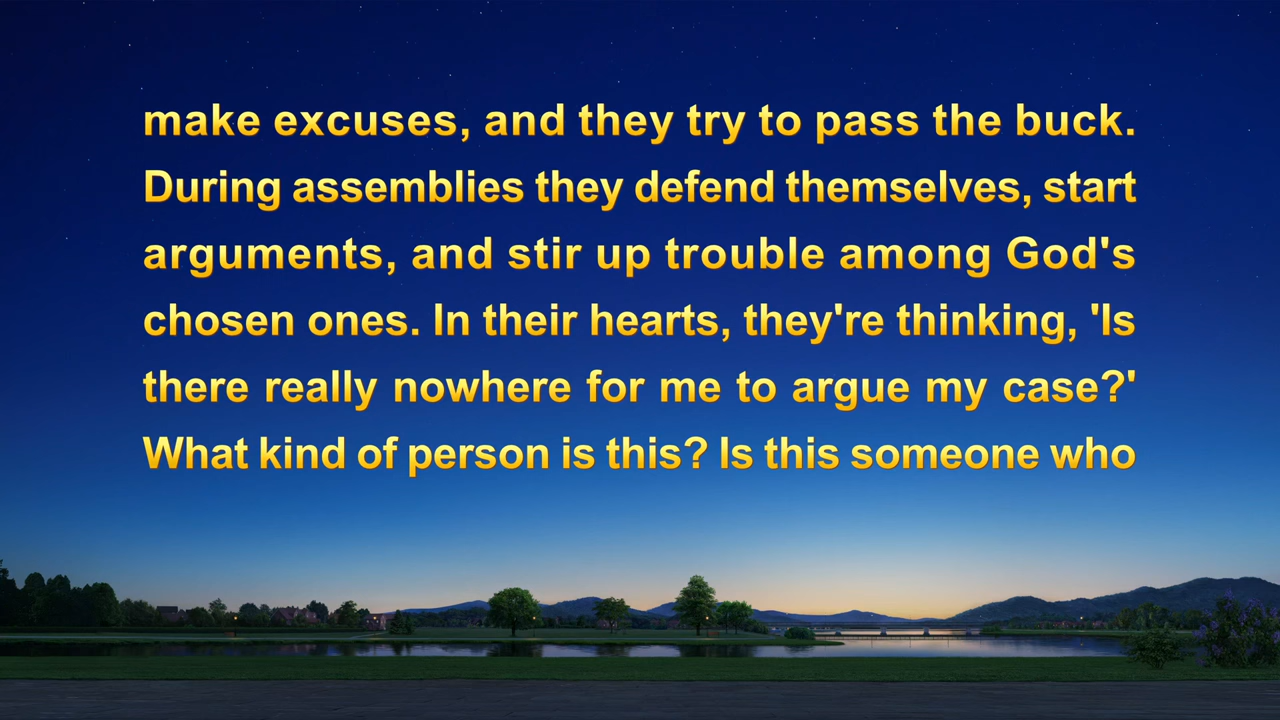 make excuses, and they try to pass the buck.
During assemblies they defend themselves, start
arguments, and stir up trouble among God's
chosen ones. In their hearts, they're thinking, 'Is
there really nowhere for me to argue my case?'
What kind of person is this? Is this someone who